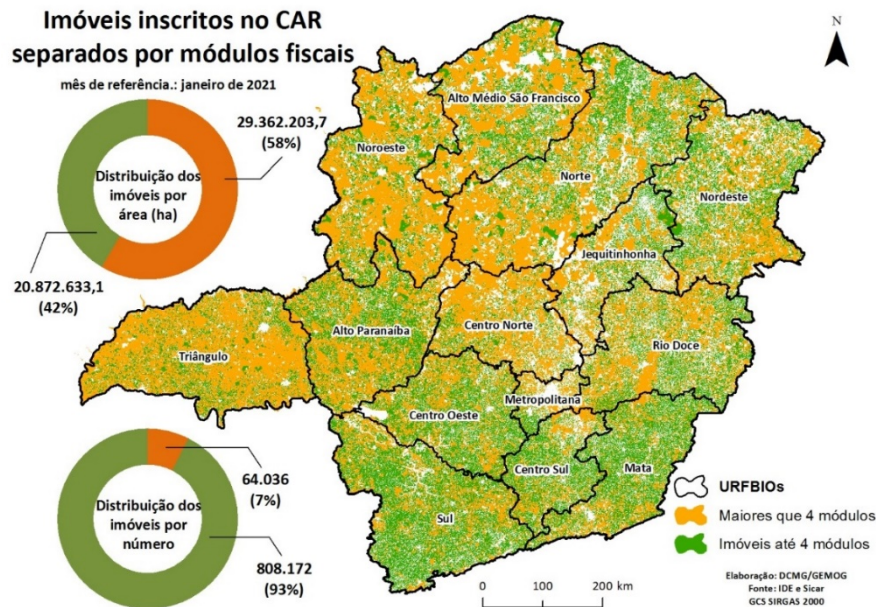 Imóveis inscritos no CAR
separados por módulos fiscais
mês de referência.: janeiro de 2021
29.362.203,7
(58%)
Distribuição dos
imóveis por
área (ha)
20.872.633,1
(42%)
64.036
(7%)
Distribuição dos
imóveis por
número
808.172
(93%)
N
Alto Médio São Francisco
Noroeste
Norte
Nordeste
Jequitinhonha
Alto Paranaíba
Centro Norte
Rio Doce
Triângulo
Metropolitana
Centro Oeste
Centro Sul
Mata
Sul
URFBIOs
Maiores que 4 módulos
Imóveis até 4 módulos
0 100 200 km
Elaboração: DCMG/GEMOG
Fonte: IDE e Sicar
GCS SIRGAS 2000